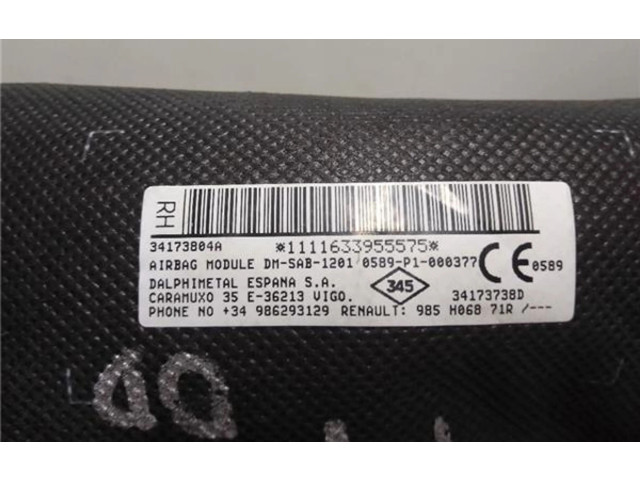 RH
34173804A *1111633955575*
AIRBAG MODULE DM-SAB-1201 0589-P1-000377 CE 0589
DALPHIMETAL ESPANA S.A. 345
CARAMUXO 35 E-36213 VIGO. 34173738D
PHONE NO +34 986293129 RENAULT: 985 H068 71R /---